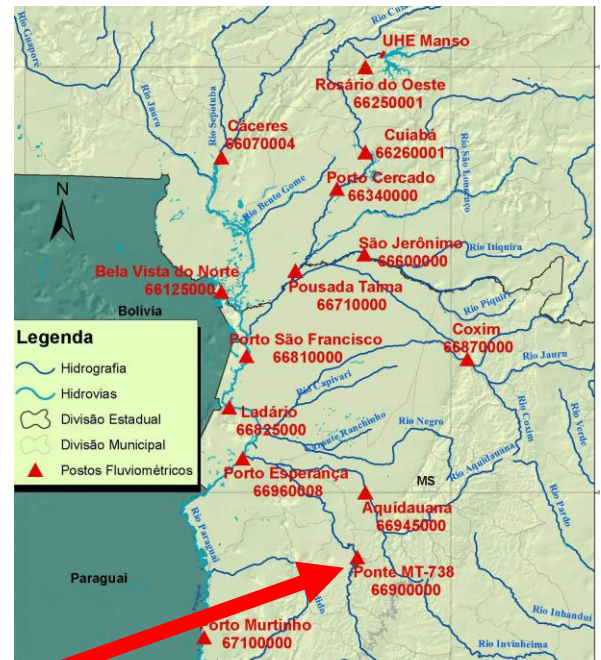 Rio Guaporé
Rio Cuiabá
UHE Manso
Rosário do Oeste
66250001
Rio Jauru
Rio Sepotuba
Cáceres
66070004
Cuiabá
66260001
Rio São Lourenço
Porto Cercado
66340000
N
Rio Bento Gome
São Jerônimo
66600000
Rio Itiquira
Bela Vista do Norte
66125000
Pousada Taima
66710000
Rio Piquiri
Bolivia
Legenda
Hidrografia
Hidrovias
Divisão Estadual
Divisão Municipal
Postos Fluviométricos
Porto São Francisco
66810000
Coxim
66870000
Rio Jauru
Rio Capivari
Ladário
66825000
Rio Negro
Rio Coxim
Rio Verde
Rio Aquidauana
Porto Esperança
66960008
MS
Aquidauana
66945000
Rio Pardo
Rio Paraguai
Paraguai
Ponte MT-738
66900000
Rio Inhanduí
Porto Murtinho
67100000
Rio Invinheima